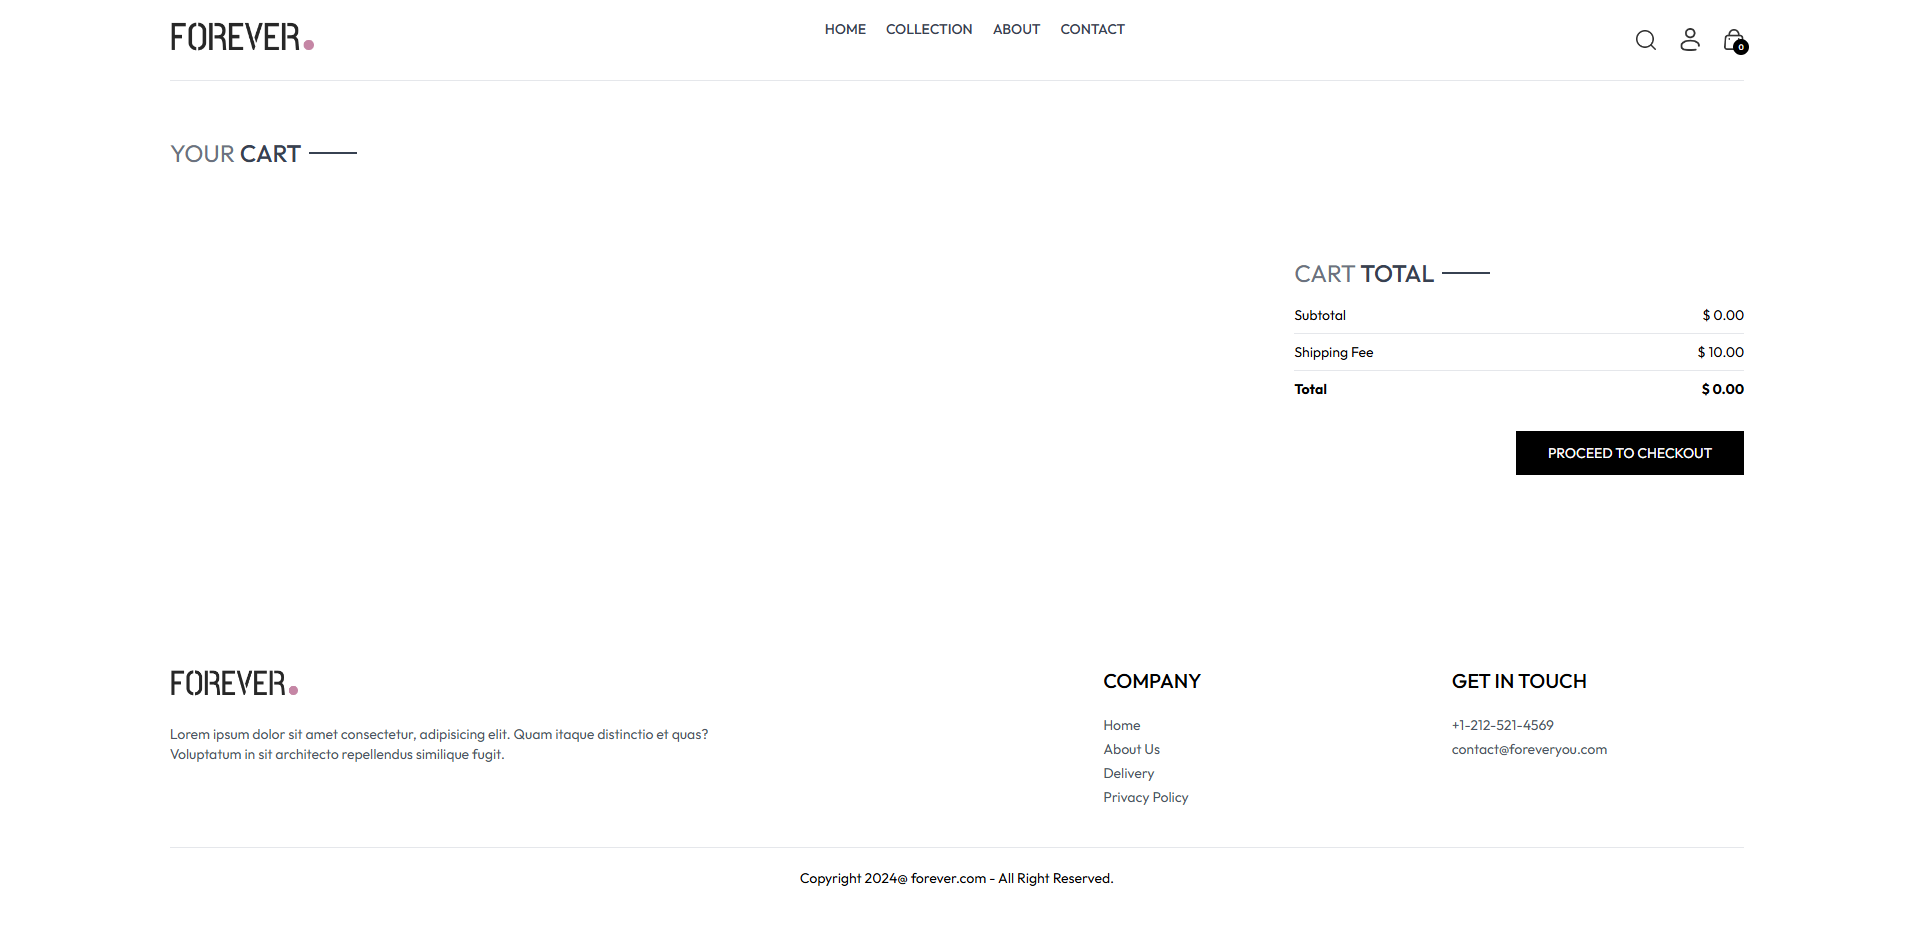 FOREVER.
HOME COLLECTION ABOUT CONTACT
0
YOUR CART
CART TOTAL
Subtotal $ 0.00
Shipping Fee $ 10.00
Total $ 0.00
PROCEED TO CHECKOUT
FOREVER.
Lorem ipsum dolor sit amet consectetur, adipisicing elit. Quam itaque distinctio et quas?
Voluptatum in sit architecto repellendus similique fugit.
COMPANY
Home
About Us
Delivery
Privacy Policy
GET IN TOUCH
+1-212-521-4569
contact@foreveryou.com
Copyright 2024@ forever.com - All Right Reserved.